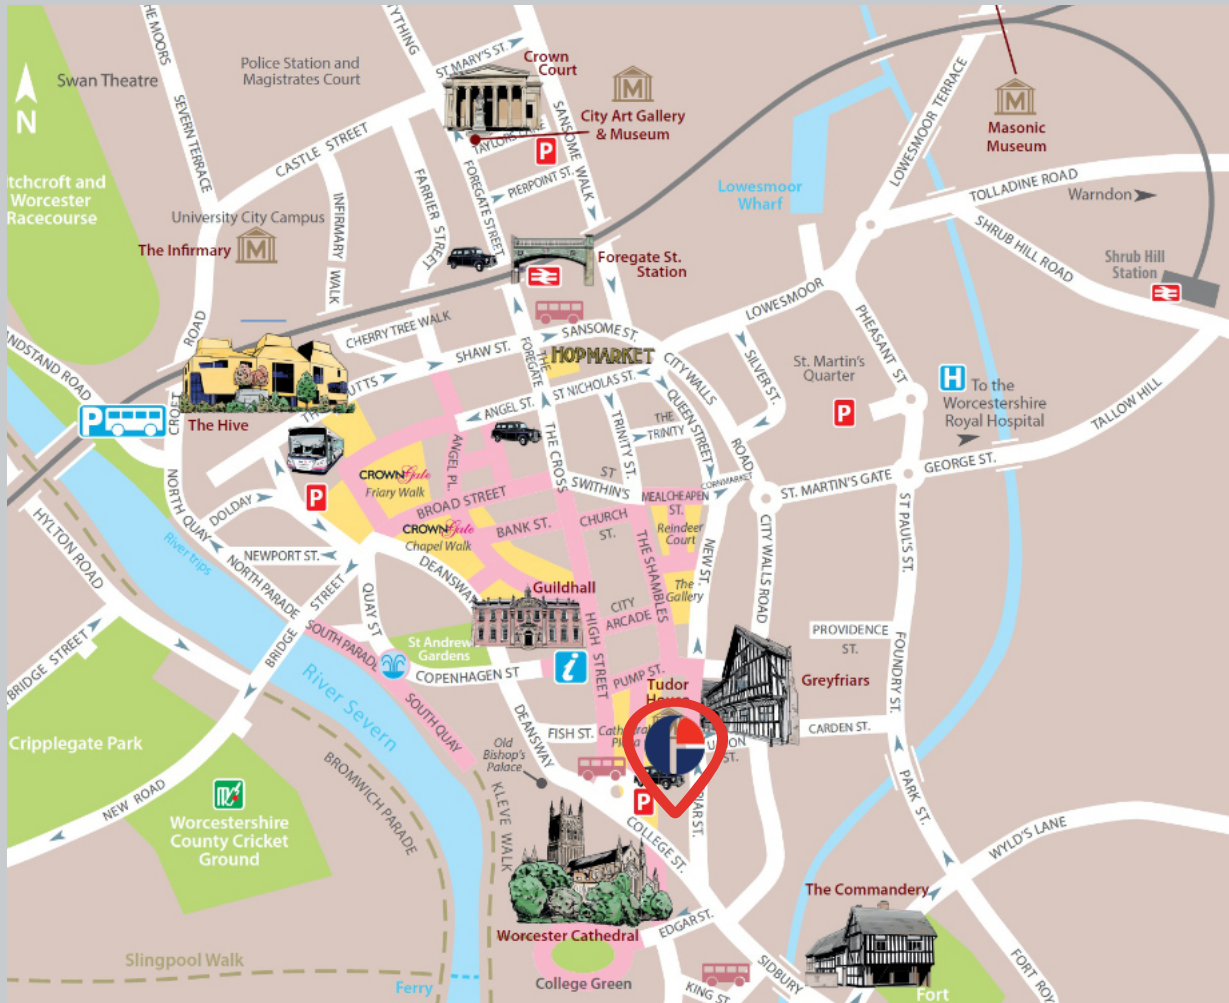 THE MOORS
YTHING
ST. MARY'S ST.
Crown
Court
Police Station and
Magistrates Court
Swan Theatre
N
SEVERN TERRACE
CASTLE STREET
TAYLORS LANE
SANSOME WALK
City Art Gallery
& Museum
M
P
M
Masonic
Museum
LOWESMOOR TERRACE
TOLLADINE ROAD
Warndon
SHRUB HILL ROAD
Shrub Hill
Station
Lowesmoor
Wharf
tchcroft and
Worcester
Racecourse
University City Campus
The Infirmary
M
INFIRMARY WALK
FARRIER STREET
FOREGATE STREET
PIERPOINT ST.
Foregate St.
Station
LOWESMOOR
PHEASANT ST
CHERRY TREE WALK
SHAW ST.
THE FOREGATE
SANSOME ST.
HOPMARKET
CITY WALLS ROAD
SILVER ST.
St. Martin's
Quarter
P
H
To the
Worcestershire
Royal Hospital
TALLOW HILL
ROAD
NDSTAND ROAD
CROFT
P
The Hive
BUTTS
ANGEL ST.
ST NICHOLAS ST.
ANGEL PL.
THE CROSS
TRINITY ST.
THE
TRINITY
QUEEN STREET
CORNMARKET
ST. MARTIN'S GATE
GEORGE ST.
CROWNGate
Friary Walk
P
BROAD STREET
ST
SWITHIN'S
MEALCHEAPEN
ST.
Reindeer
Court
CROWNGate
Chapel Walk
BANK ST.
CHURCH
ST.
THE SHAMBLES
NEW ST.
CITY WALLS ROAD
ST PAUL'S ST.
NORTH QUAY
DOLDAY
NEWPORT ST.
HYLTON ROAD
River trips
NORTH PARADE
BRIDGE STREET
QUAY ST
DEANSWAY
Guildhall
The
Gallery
CITY
ARCADE
HIGH STREET
PUMP ST.
PROVIDENCE
ST.
FOUNDRY ST.
SOUTH PARADE
St Andrew
Gardens
COPENHAGEN ST
i
Tudor
House
Greyfriars
CARDEN ST.
BRIDGE STREET
River Severn
SOUTH QUAY
DEANSWAY
FISH ST.
ST.
Old
Bishop's
Palace
Cripplegate Park
NEW ROAD
BROMWICH PARADE
KLEVE WALK
P
COLLEGE ST.
PARK ST.
WYLD'S LANE
Worcestershire
County Cricket
Ground
The Commandery
Worcester Cathedral
EDGAR ST.
SIDBURY
FORT ROY
Slingpool Walk
Ferry
College Green
KING ST.
Fort